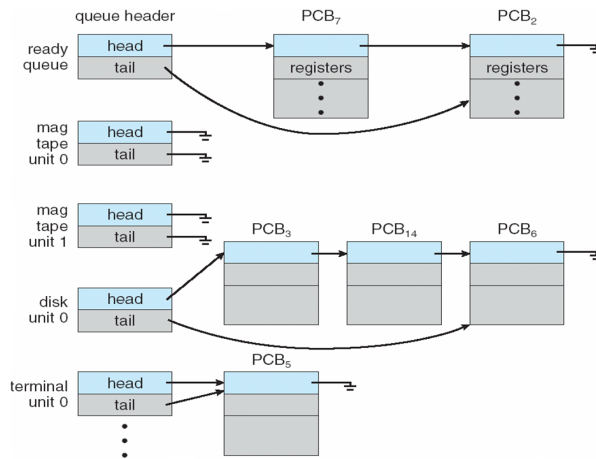 queue header PCB₇ PCB₂
ready queue
head
tail
registers
registers
mag tape unit 0
head
tail
mag tape unit 1
head
tail
PCB₃ PCB₁₄ PCB₆
disk unit 0
head
tail
PCB₅
terminal unit 0
head
tail